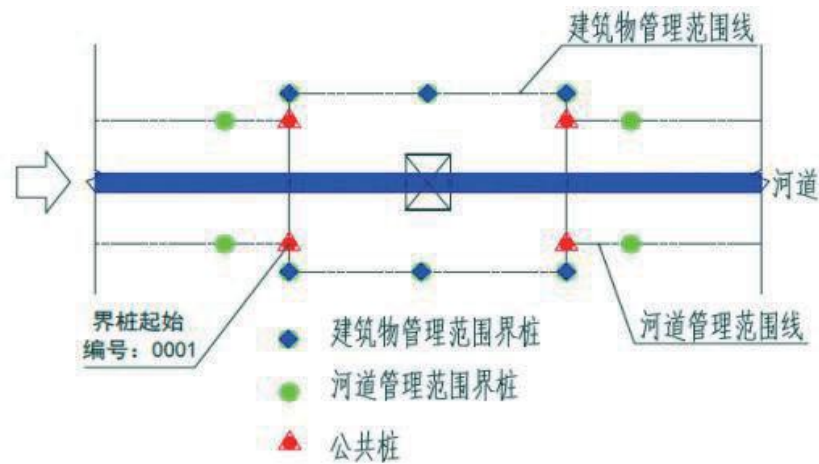 建筑物管理范围线
河道
界桩起始
编号：0001
河道管理范围线
建筑物管理范围界桩
河道管理范围界桩
公共桩